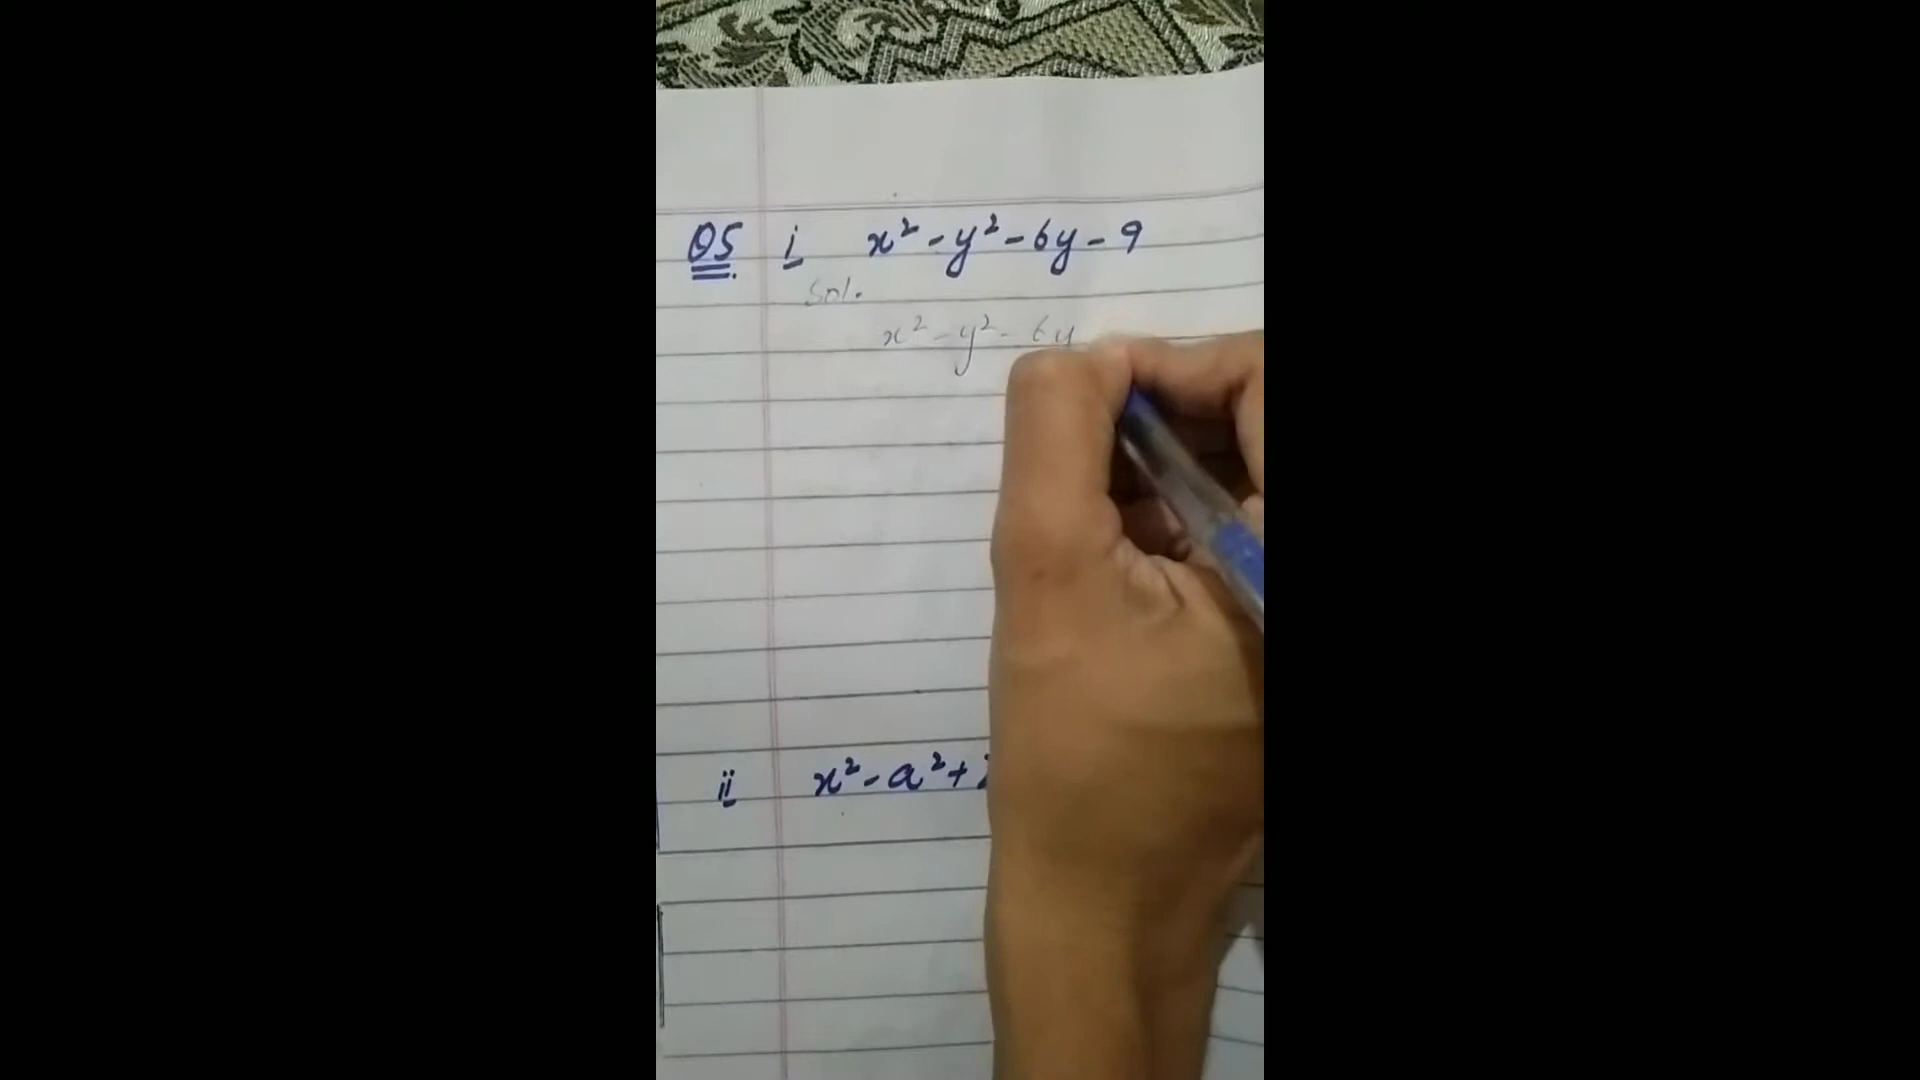 Q5. i x² - y² - 6y - 9
Sol.
x² - y² - 6y
ii x² - a² +